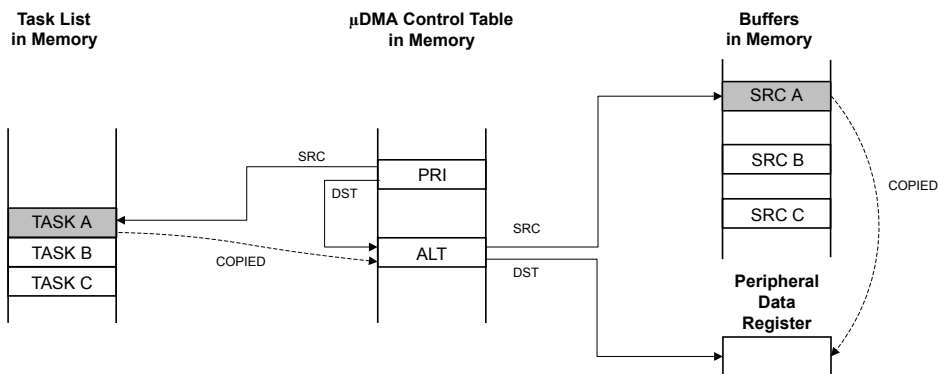 Task List
in Memory
µDMA Control Table
in Memory
Buffers
in Memory
SRC A
SRC
PRI
SRC B
COPIED
DST
TASK A
SRC C
SRC
TASK B
ALT
COPIED
DST
TASK C
Peripheral
Data
Register